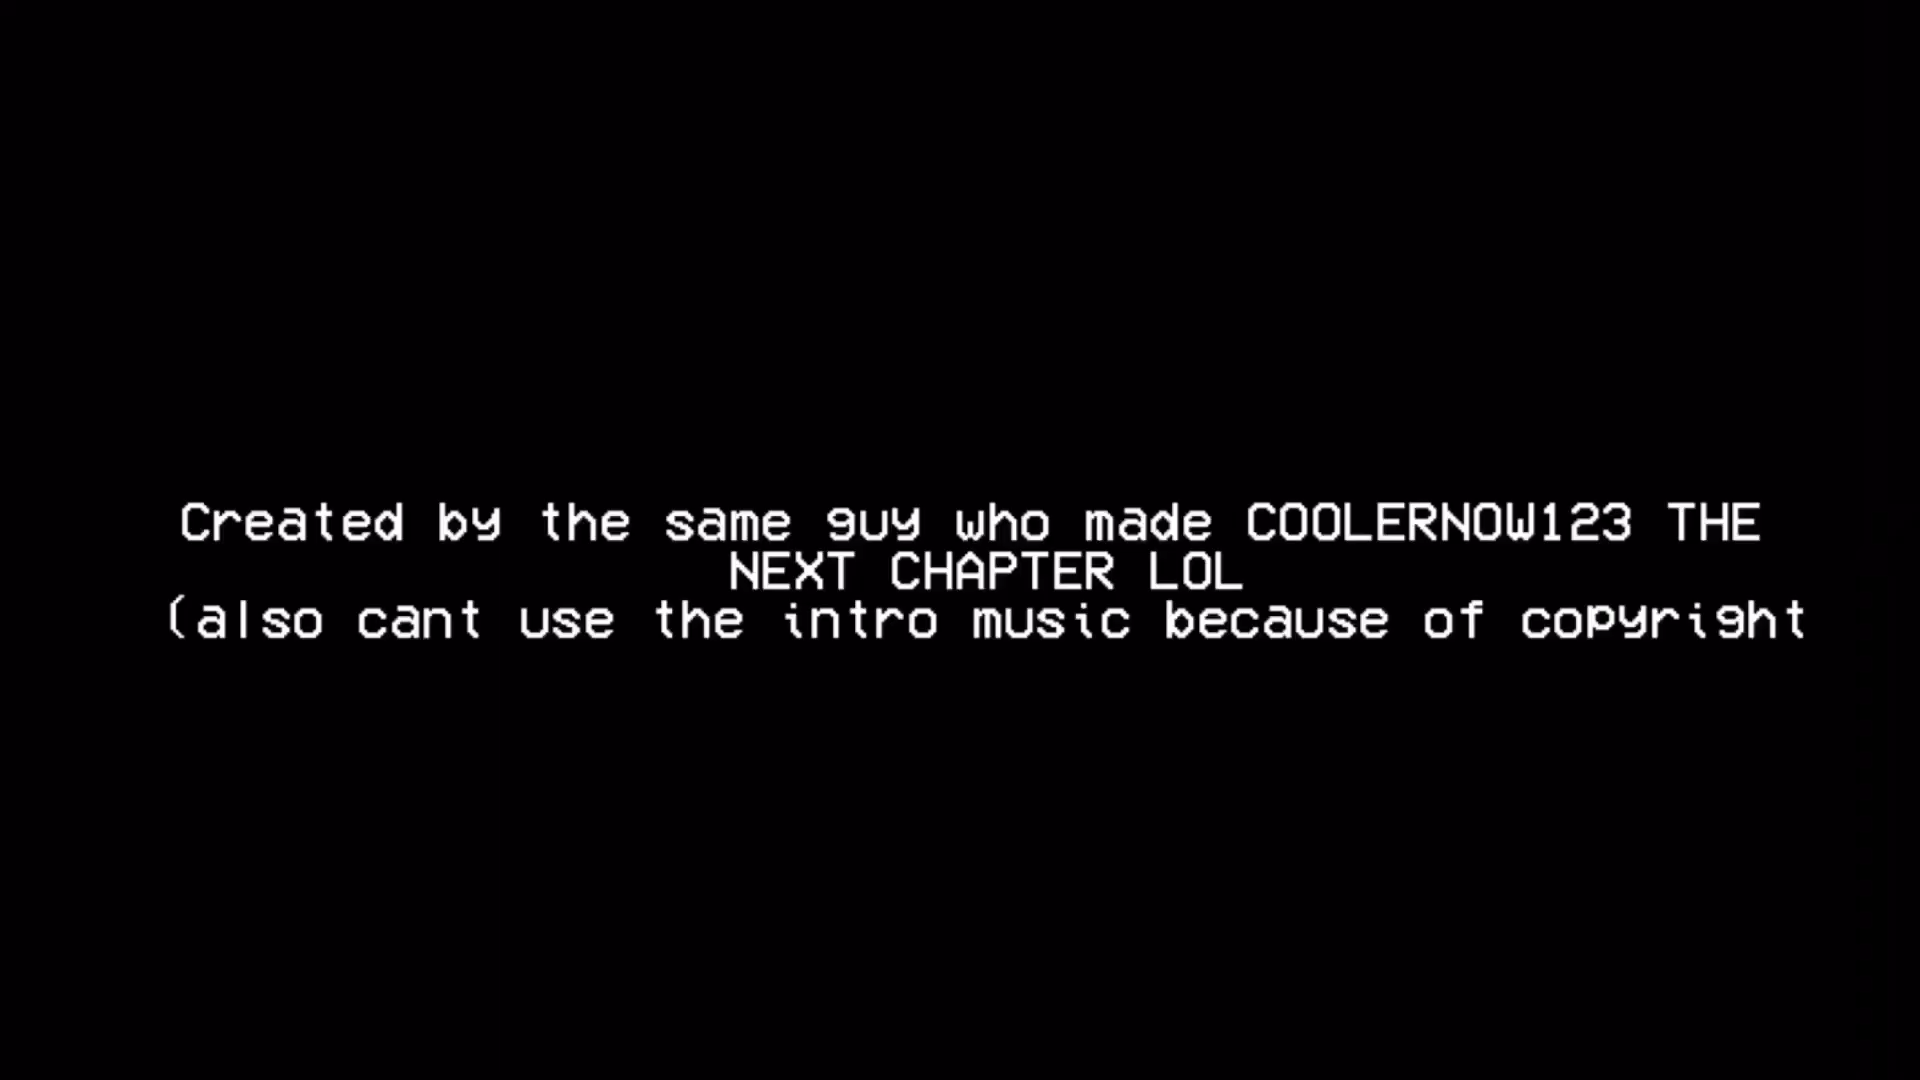 Created by the same guy who made COOLERNOW123 THE
NEXT CHAPTER LOL
(also cant use the intro music because of copyright